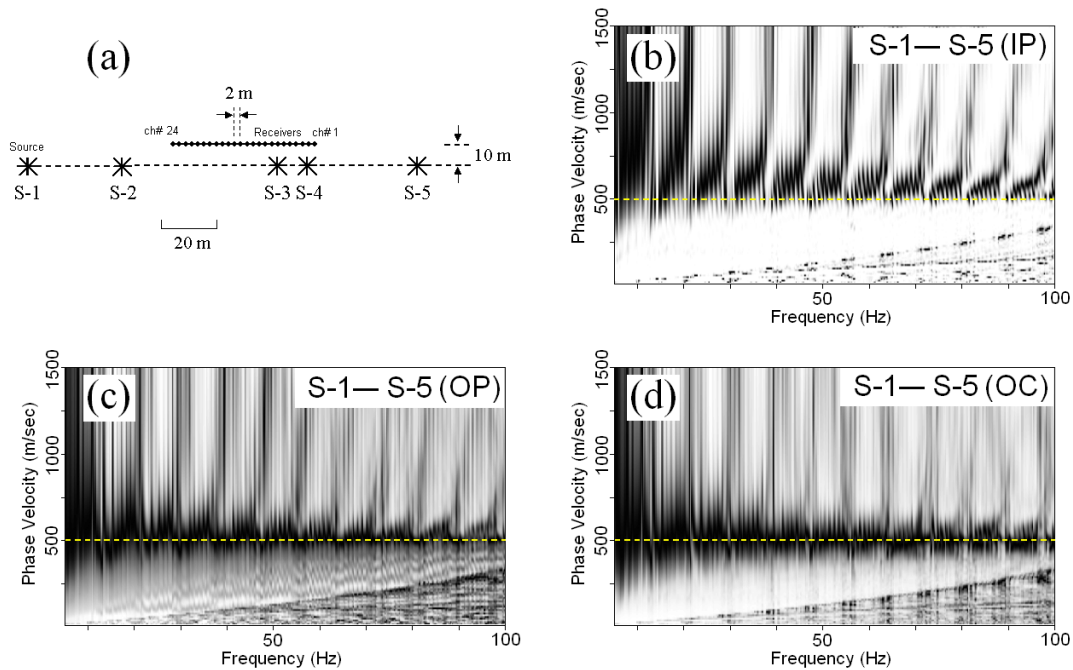 (a)
2 m
ch# 24
Receivers
ch# 1
Source
10 m
S-1
S-2
S-3
S-4
S-5
20 m
(b)
S-1— S-5 (IP)
1500
1000
500
Phase Velocity (m/sec)
50
100
Frequency (Hz)
(c)
S-1— S-5 (OP)
1500
1000
500
Phase Velocity (m/sec)
50
100
Frequency (Hz)
(d)
S-1— S-5 (OC)
1500
1000
500
Phase Velocity (m/sec)
50
100
Frequency (Hz)